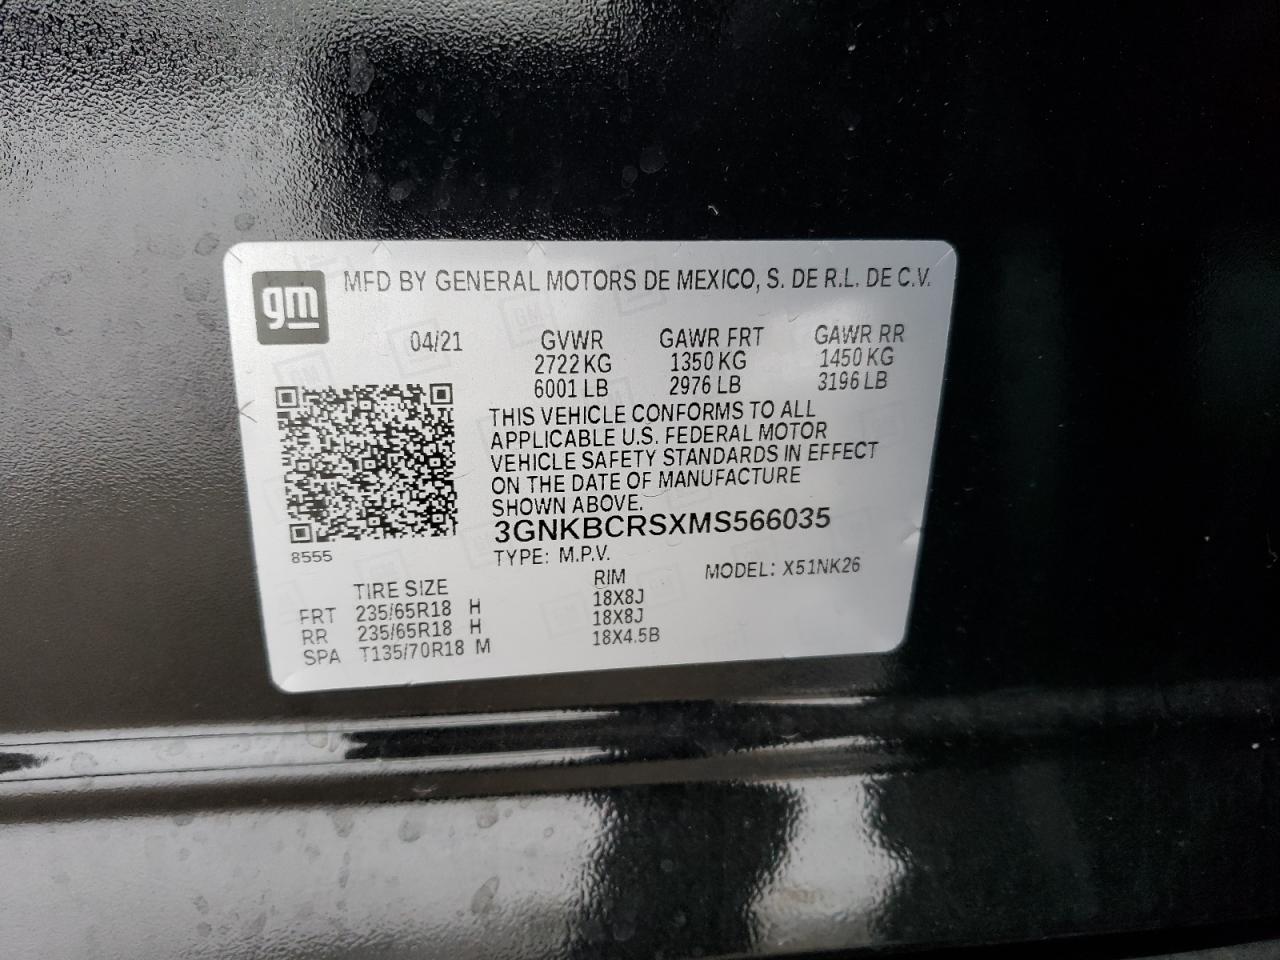 gm
MFD BY GENERAL MOTORS DE MEXICO, S. DE R.L. DE C.V.
04/21 GVWR GAWR FRT GAWR RR
2722 KG 1350 KG 1450 KG
6001 LB 2976 LB 3196 LB
THIS VEHICLE CONFORMS TO ALL
APPLICABLE U.S. FEDERAL MOTOR
VEHICLE SAFETY STANDARDS IN EFFECT
ON THE DATE OF MANUFACTURE
SHOWN ABOVE.
3GNKBCRSXMS566035
8555
TYPE: M.P.V. MODEL: X51NK26
TIRE SIZE RIM
FRT 235/65R18 H 18X8J
RR 235/65R18 H 18X8J
SPA T135/70R18 M 18X4.5B